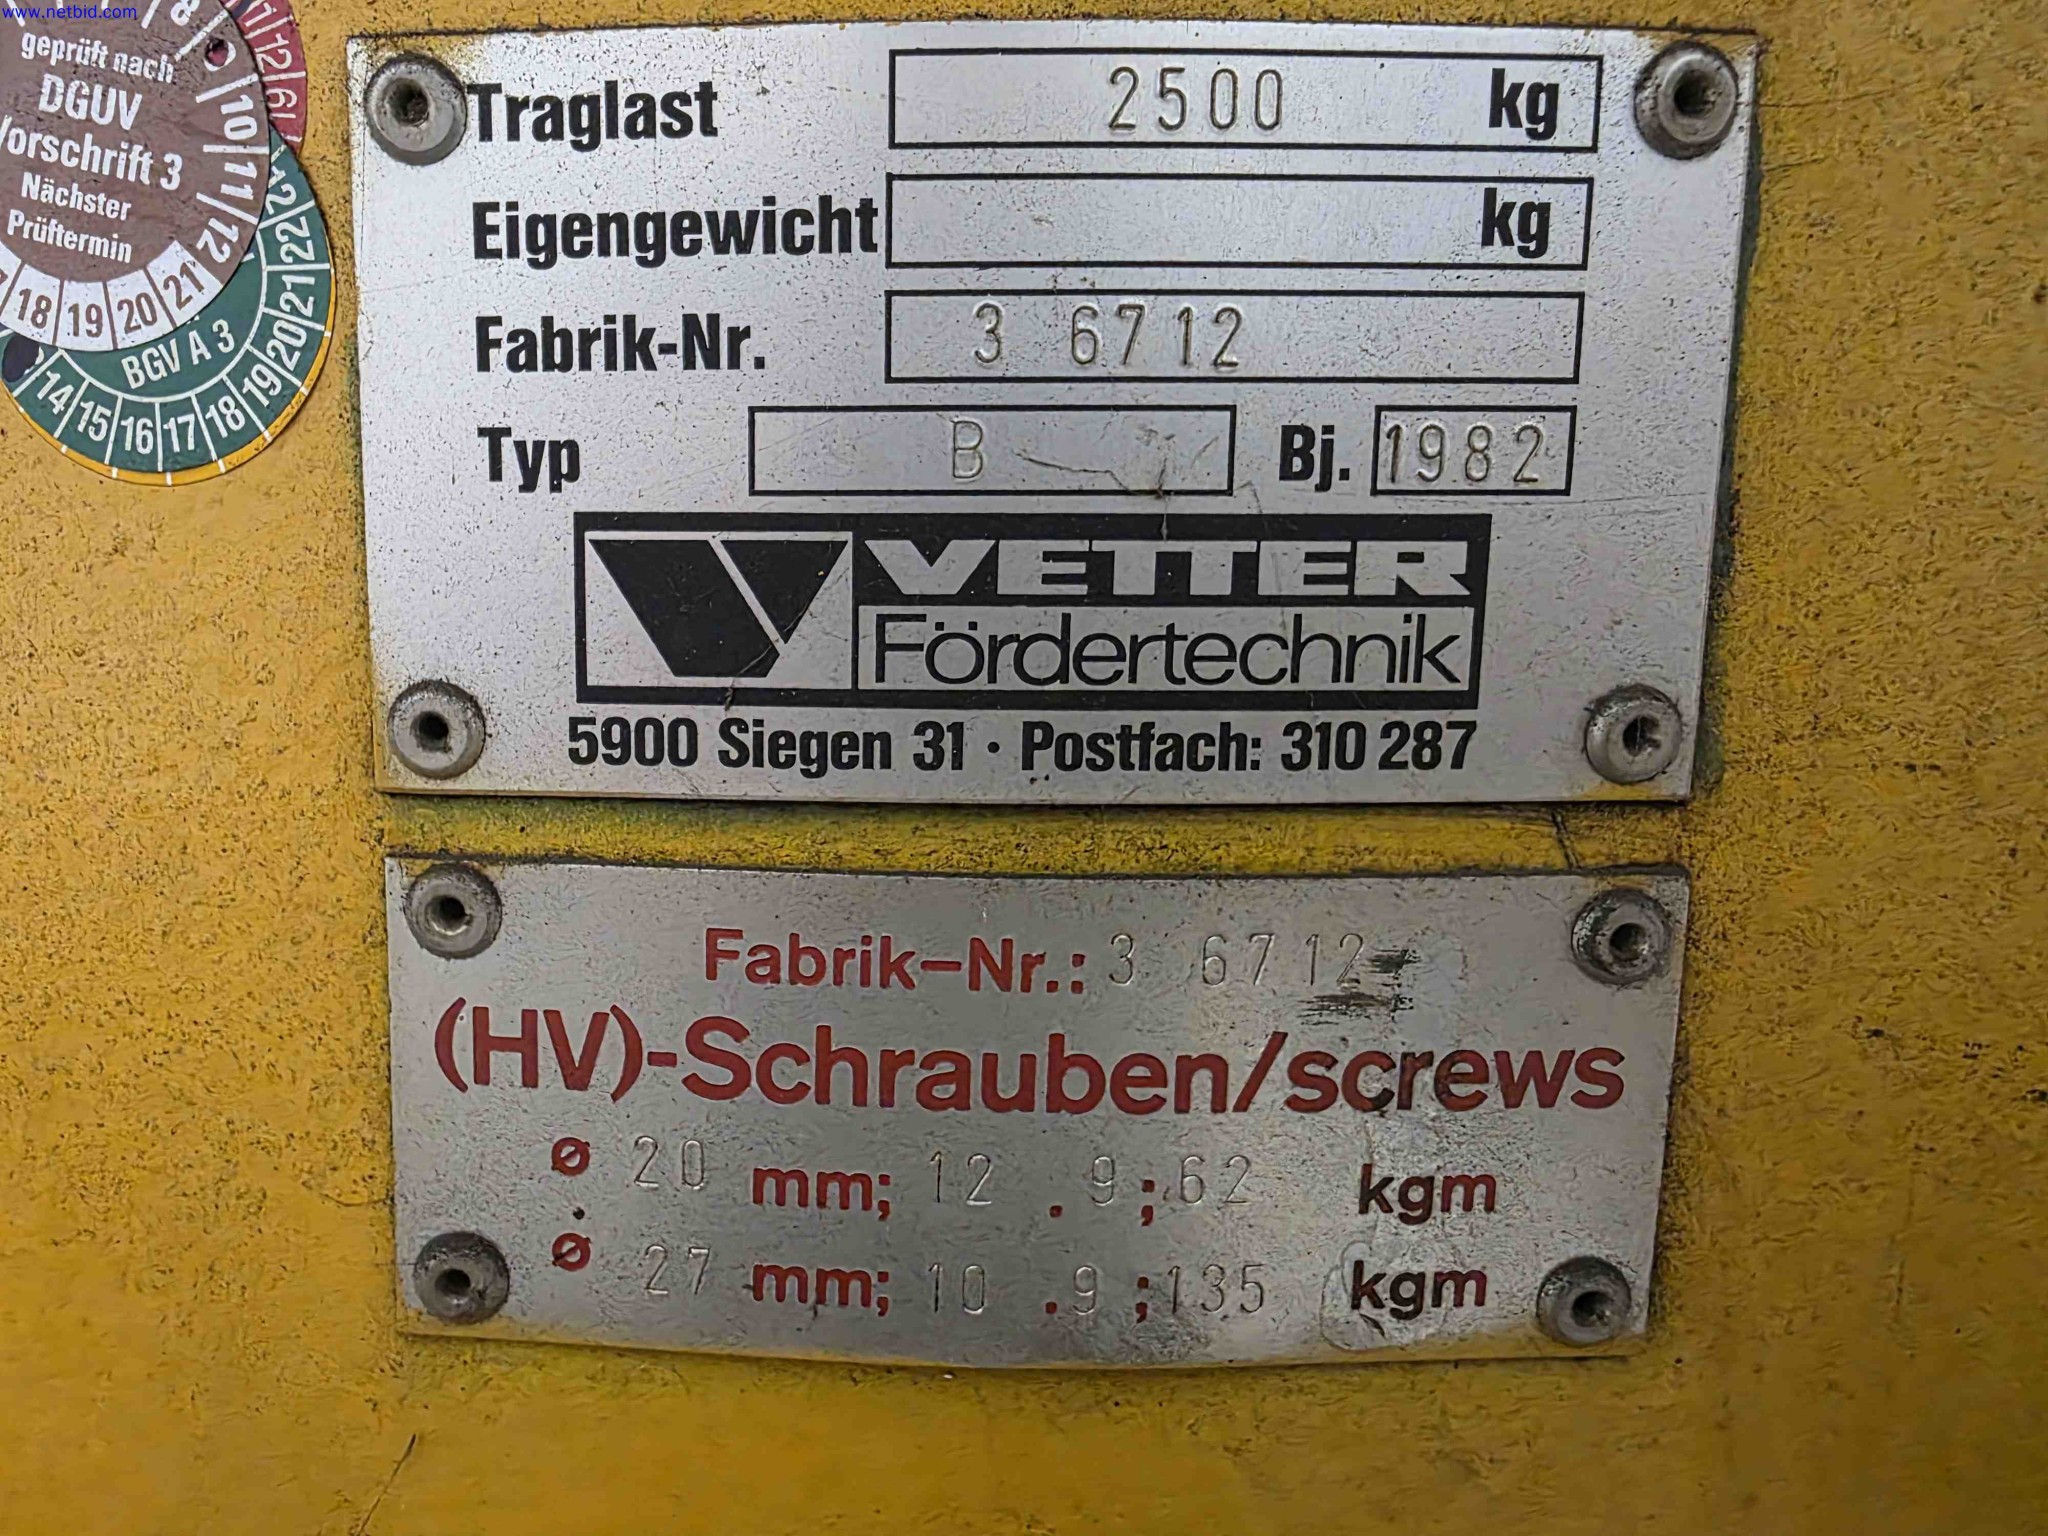 www.netbid.com
geprüft nach
DGUV
Vorschrift 3
Nächster
Prüftermin
10 11 12
18 19 20 21
12 6
BGV A 3
14 15 16 17 18 19 20 21 22
Traglast 2500 kg
Eigengewicht kg
Fabrik-Nr. 3 6712
Typ B Bj. 1982
VETTER
Fördertechnik
5900 Siegen 31 · Postfach: 310 287
Fabrik-Nr.: 3 6712
(HV)-Schrauben/screws
ø 20 mm; 12 . 9 ; 62 kgm
ø 27 mm; 10 . 9 ; 135 kgm